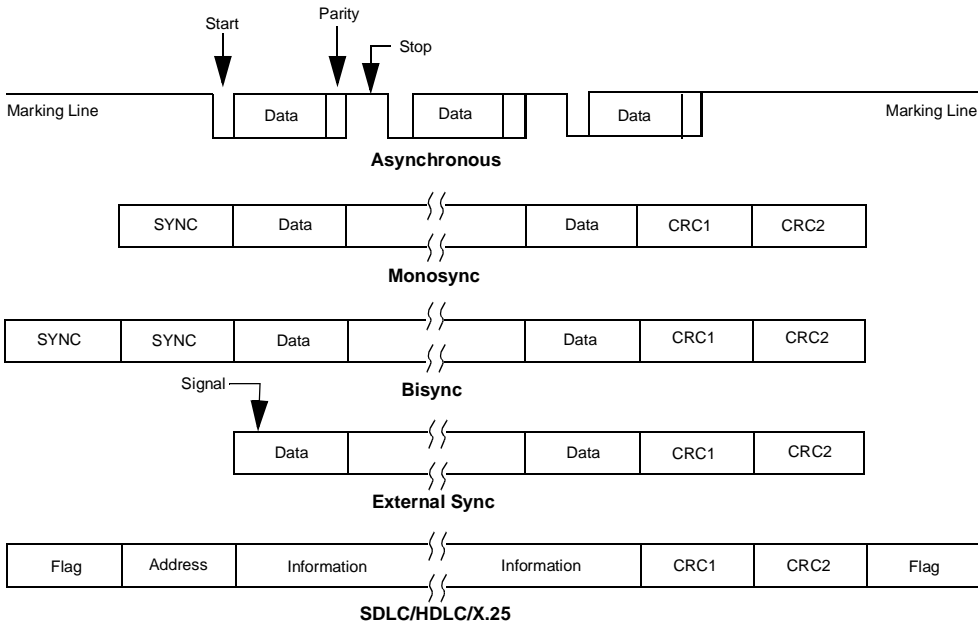 Start
Parity
Stop
Marking Line
Data
Data
Data
Marking Line
Asynchronous
SYNC
Data
Data
CRC1
CRC2
Monosync
SYNC
SYNC
Data
Data
CRC1
CRC2
Bisync
Signal
Data
Data
CRC1
CRC2
External Sync
Flag
Address
Information
Information
CRC1
CRC2
Flag
SDLC/HDLC/X.25